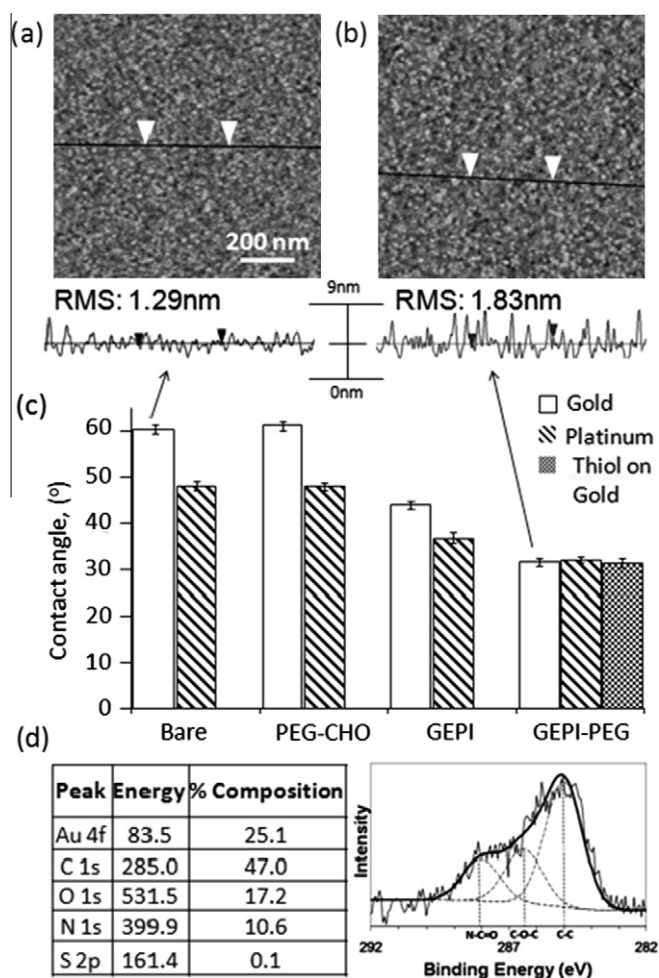 (a)
(b)
200 nm
RMS: 1.29nm
9nm
RMS: 1.83nm
0nm
(c)
Gold
Platinum
Thiol on
Gold
Contact angle, (°)
60
50
40
30
20
10
0
Bare PEG-CHO GEPI GEPI-PEG
(d)
Peak Energy % Composition
Au 4f 83.5 25.1
C 1s 285.0 47.0
O 1s 531.5 17.2
N 1s 399.9 10.6
S 2p 161.4 0.1
Intensity
N-C=O C-O-C C-C
292 287 282
Binding Energy (eV)